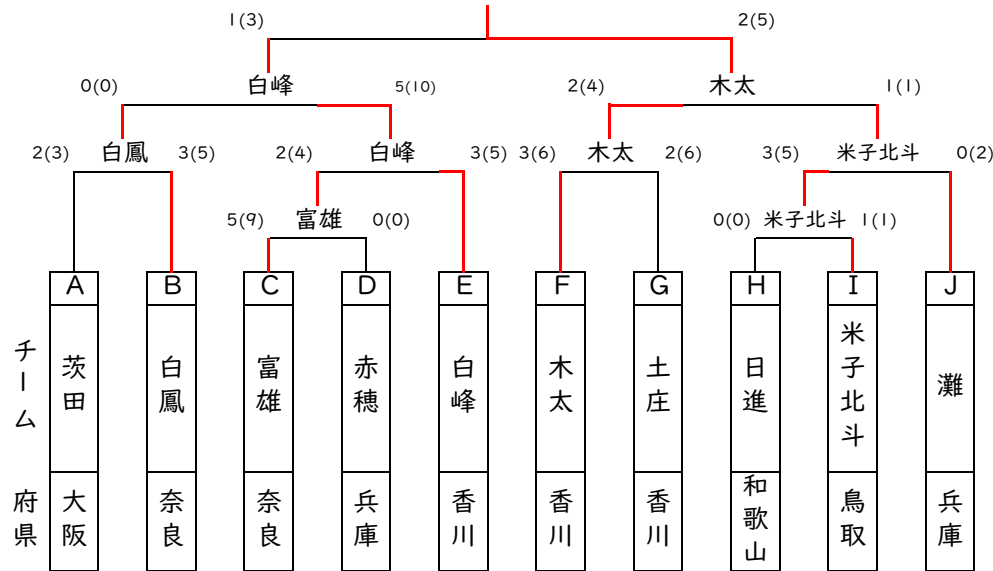 1(3) 2(5)
0(0) 白峰 5(10) 2(4) 木太 1(1)
2(3) 白鳳 3(5) 2(4) 白峰 3(5) 3(6) 木太 2(6) 3(5) 米子北斗 0(2)
5(9) 富雄 0(0) 0(0) 米子北斗 1(1)
A B C D E F G H I J
チーム 茨田 白鳳 富雄 赤穂 白峰 木太 土庄 日進 米子北斗 灘
府県 大阪 奈良 奈良 兵庫 香川 香川 香川 和歌山 鳥取 兵庫